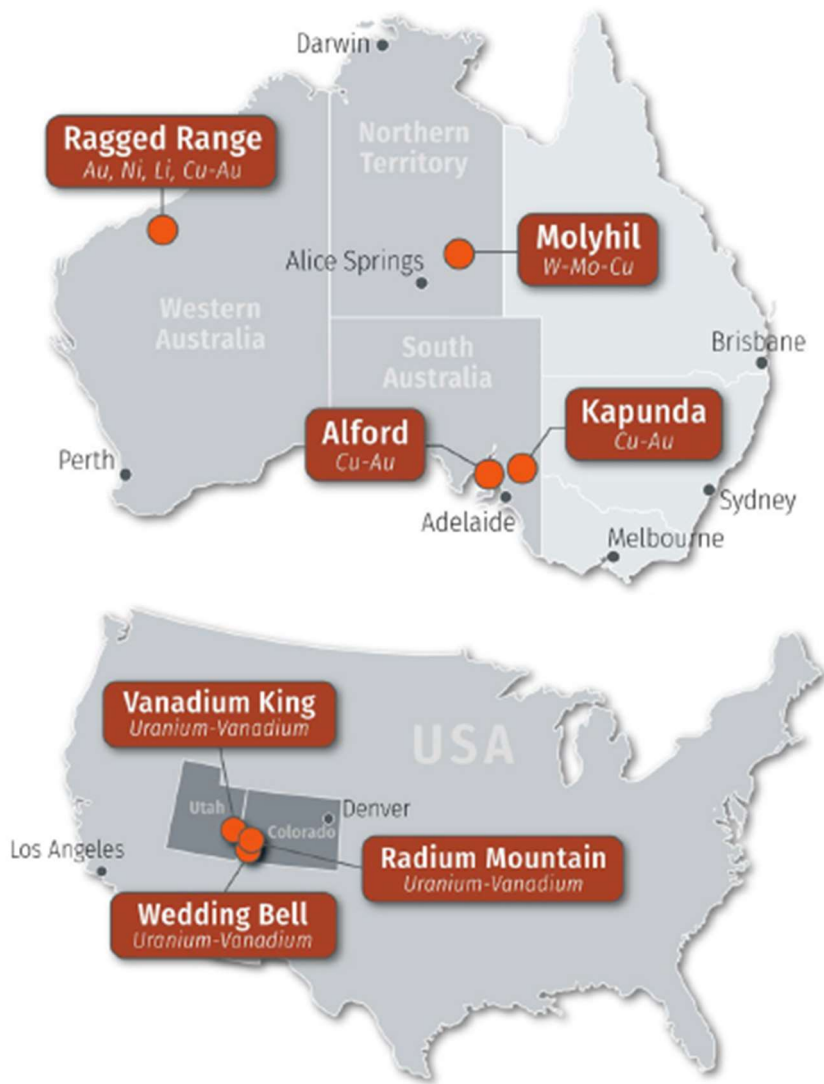 Darwin
Ragged Range
Au, Ni, Li, Cu-Au
Northern
Territory
Molyhil
W-Mo-Cu
Alice Springs
Western
Australia
South
Australia
Brisbane
Alford
Cu-Au
Kapunda
Cu-Au
Perth
Adelaide
Sydney
Melbourne
Vanadium King
Uranium-Vanadium
USA
Utah
Colorado
Denver
Los Angeles
Radium Mountain
Uranium-Vanadium
Wedding Bell
Uranium-Vanadium